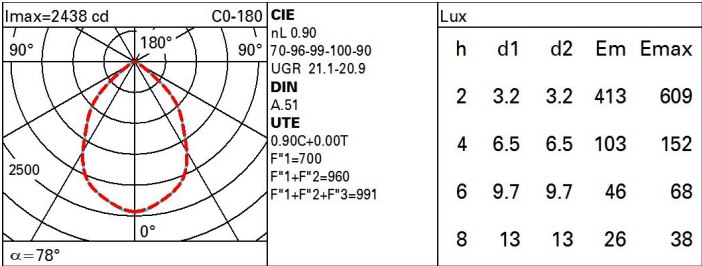 Imax=2438 cd C0-180
90° 180° 90°
2500
0°
α=78°
CIE
nL 0.90
70-96-99-100-90
UGR 21.1-20.9
DIN
A.51
UTE
0.90C+0.00T
F"1=700
F"1+F"2=960
F"1+F"2+F"3=991
Lux
h d1 d2 Em Emax
2 3.2 3.2 413 609
4 6.5 6.5 103 152
6 9.7 9.7 46 68
8 13 13 26 38